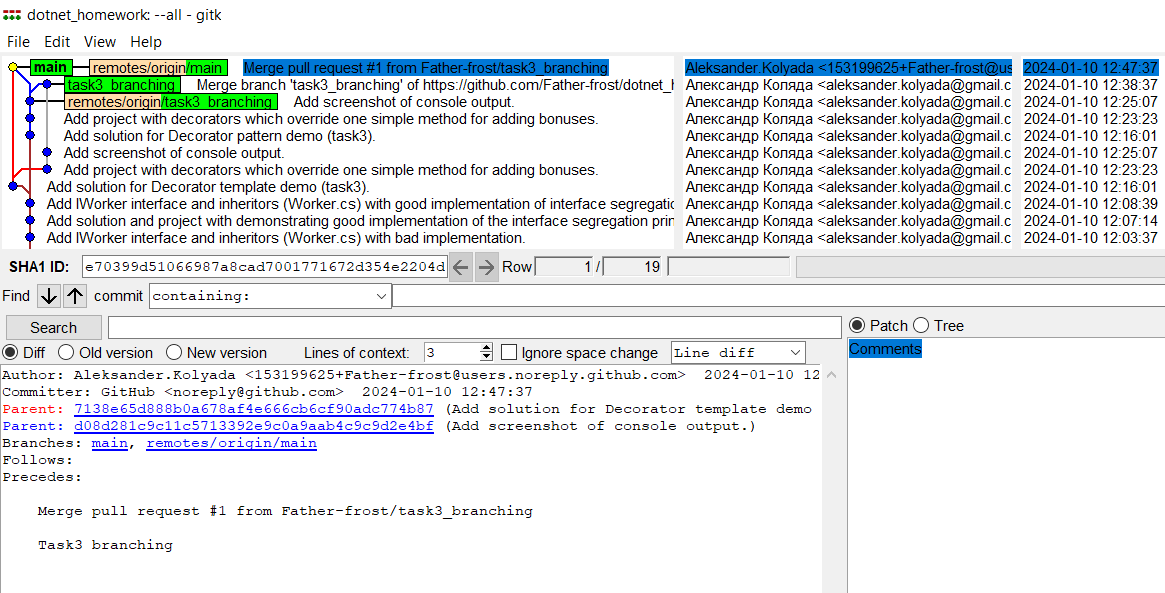 dotnet_homework: --all - gitk
File Edit View Help
main remotes/origin/main Merge pull request #1 from Father-frost/task3_branching Aleksander.Kolyada <153199625+Father-frost@us 2024-01-10 12:47:37
task3_branching Merge branch 'task3_branching' of https://github.com/Father-frost/dotnet_h Александр Коляда <aleksander.kolyada@gmail.c 2024-01-10 12:38:37
remotes/origin/task3_branching Add screenshot of console output. Александр Коляда <aleksander.kolyada@gmail.c 2024-01-10 12:25:07
Add project with decorators which override one simple method for adding bonuses. Александр Коляда <aleksander.kolyada@gmail.c 2024-01-10 12:23:23
Add solution for Decorator pattern demo (task3). Александр Коляда <aleksander.kolyada@gmail.c 2024-01-10 12:16:01
Add screenshot of console output. Александр Коляда <aleksander.kolyada@gmail.c 2024-01-10 12:25:07
Add project with decorators which override one simple method for adding bonuses. Александр Коляда <aleksander.kolyada@gmail.c 2024-01-10 12:23:23
Add solution for Decorator template demo (task3). Александр Коляда <aleksander.kolyada@gmail.c 2024-01-10 12:16:01
Add IWorker interface and inheritors (Worker.cs) with good implementation of interface segregatio Александр Коляда <aleksander.kolyada@gmail.c 2024-01-10 12:08:39
Add solution and project with demonstrating good implementation of the interface segregation prin Александр Коляда <aleksander.kolyada@gmail.c 2024-01-10 12:07:14
Add IWorker interface and inheritors (Worker.cs) with bad implementation. Александр Коляда <aleksander.kolyada@gmail.c 2024-01-10 12:03:37
SHA1 ID: e70399d51066987a8cad7001771672d354e2204d Row 1 / 19
Find commit containing:
Search Patch Tree
Diff Old version New version Lines of context: 3 Ignore space change Line diff Comments
Author: Aleksander.Kolyada <153199625+Father-frost@users.noreply.github.com> 2024-01-10 12
Committer: GitHub <noreply@github.com> 2024-01-10 12:47:37
Parent: 7138e65d888b0a678af4e666cb6cf90adc774b87 (Add solution for Decorator template demo
Parent: d08d281c9c11c5713392e9c0a9aab4c9c9d2e4bf (Add screenshot of console output.)
Branches: main, remotes/origin/main
Follows:
Precedes:
Merge pull request #1 from Father-frost/task3_branching
Task3 branching